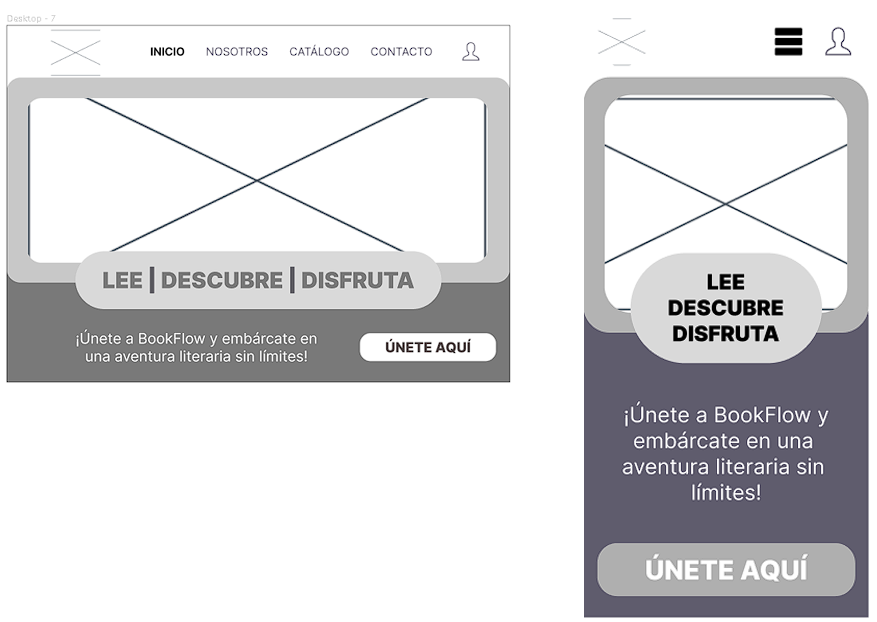 Desktop - 7
INICIO NOSOTROS CATÁLOGO CONTACTO
LEE | DESCUBRE | DISFRUTA
¡Únete a BookFlow y embárcate en
una aventura literaria sin límites!
ÚNETE AQUÍ
LEE
DESCUBRE
DISFRUTA
¡Únete a BookFlow y
embárcate en una
aventura literaria sin
límites!
ÚNETE AQUÍ